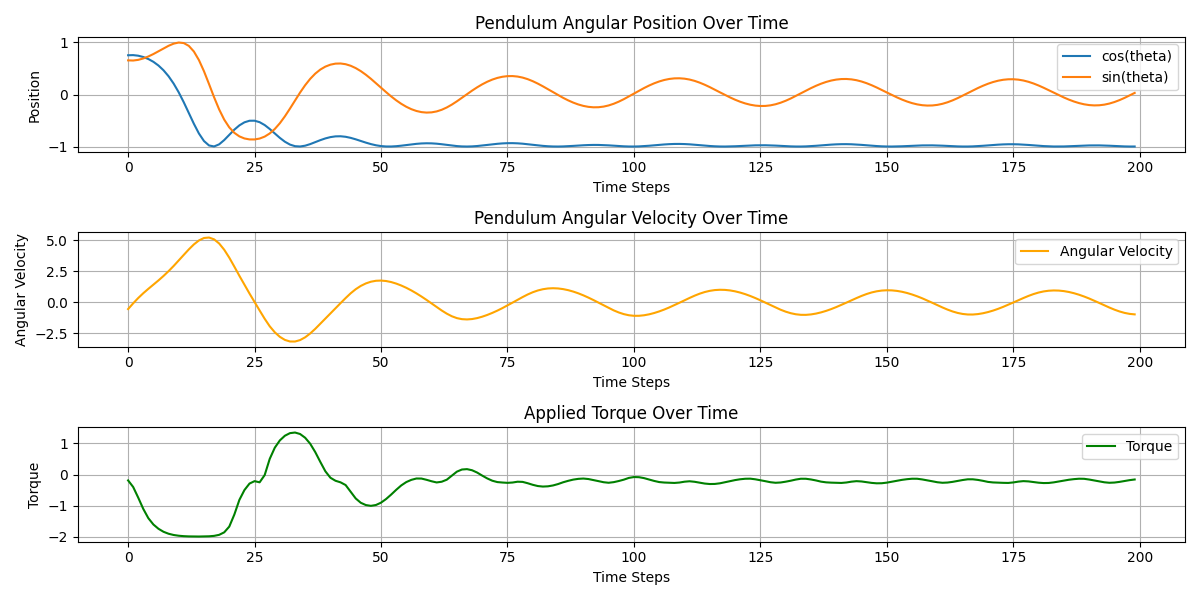 Pendulum Angular Position Over Time
Position
1
0
−1
cos(theta)
sin(theta)
0 25 50 75 100 125 150 175 200
Time Steps
Pendulum Angular Velocity Over Time
Angular Velocity
5.0
2.5
0.0
−2.5
Angular Velocity
0 25 50 75 100 125 150 175 200
Time Steps
Applied Torque Over Time
Torque
1
0
−1
−2
Torque
0 25 50 75 100 125 150 175 200
Time Steps